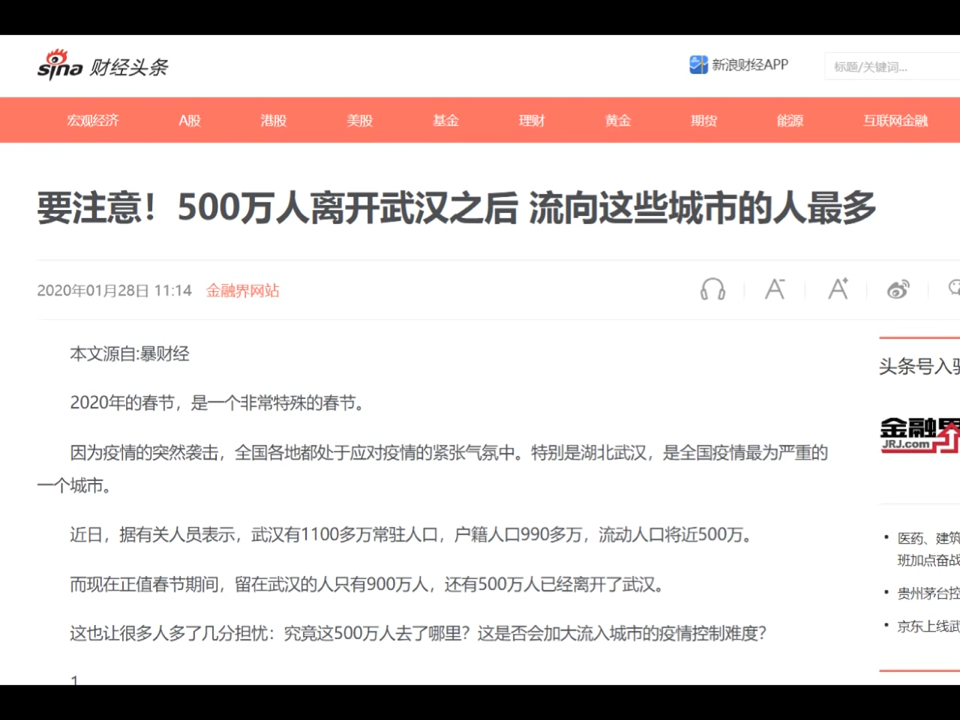 sina 财经头条
新浪财经APP
标题/关键词...
宏观经济 A股 港股 美股 基金 理财 黄金 期货 能源 互联网金融
要注意！500万人离开武汉之后 流向这些城市的人最多
2020年01月28日 11:14 金融界网站
本文源自:暴财经
2020年的春节，是一个非常特殊的春节。
因为疫情的突然袭击，全国各地都处于应对疫情的紧张气氛中。特别是湖北武汉，是全国疫情最为严重的
一个城市。
近日，据有关人员表示，武汉有1100多万常驻人口，户籍人口990多万，流动人口将近500万。
而现在正值春节期间，留在武汉的人只有900万人，还有500万人已经离开了武汉。
这也让很多人多了几分担忧：究竟这500万人去了哪里？这是否会加大流入城市的疫情控制难度？
1
头条号入驻
金融界
JRJ.com
医药、建筑
班加点奋战
贵州茅台控
京东上线武